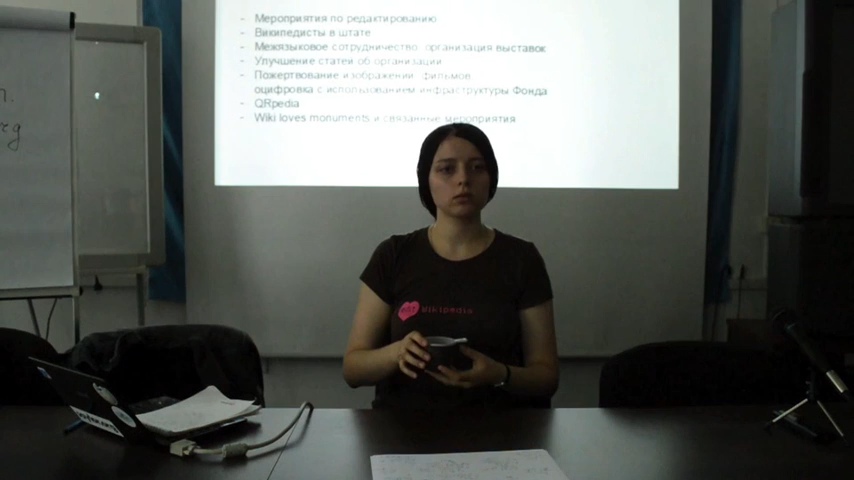 - Мероприятия по редактированию
- Википедисты в штате
- Межязыковое сотрудничество, организация выставок
- Улучшение статей об организации
- Пожертвование изображений, фильмов
оцифровка с использованием инфраструктуры Фонда
- QRpedia
- Wiki loves monuments и связанные мероприятия
Wikipedia